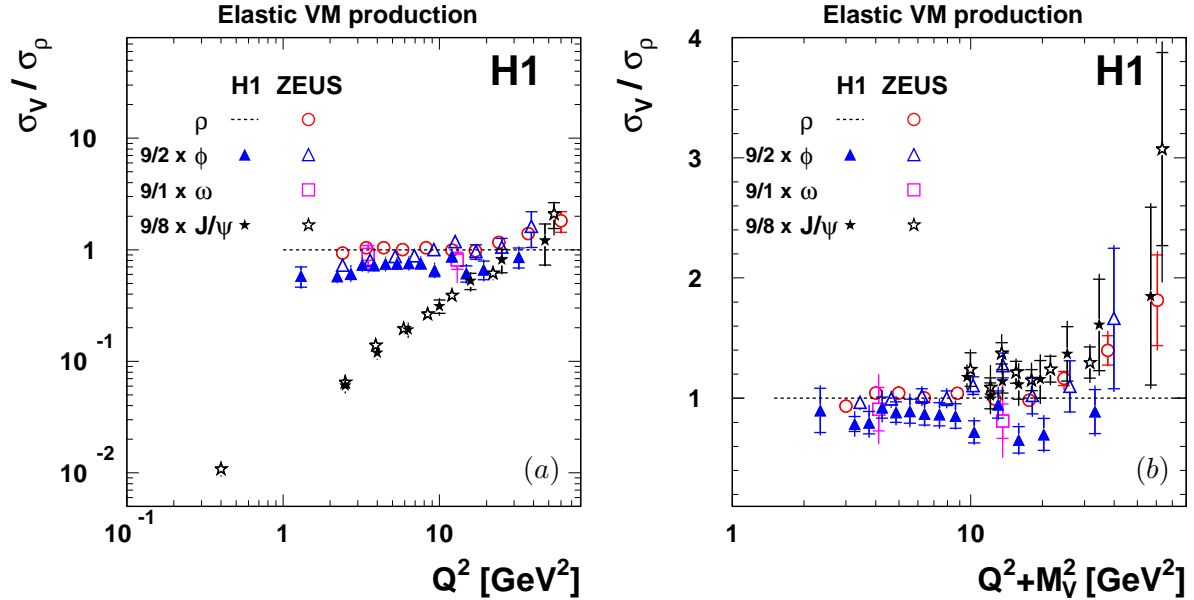 Elastic VM production
σV / σρ
H1
H1 ZEUS
ρ
9/2 x ϕ
9/1 x ω
9/8 x J/ψ
10
1
10⁻¹
10⁻²
(a)
10⁻¹ 1 10
Q² [GeV²]
Elastic VM production
σV / σρ
H1
H1 ZEUS
ρ
9/2 x ϕ
9/1 x ω
9/8 x J/ψ
4
3
2
1
(b)
1 10
Q²+M²V [GeV²]